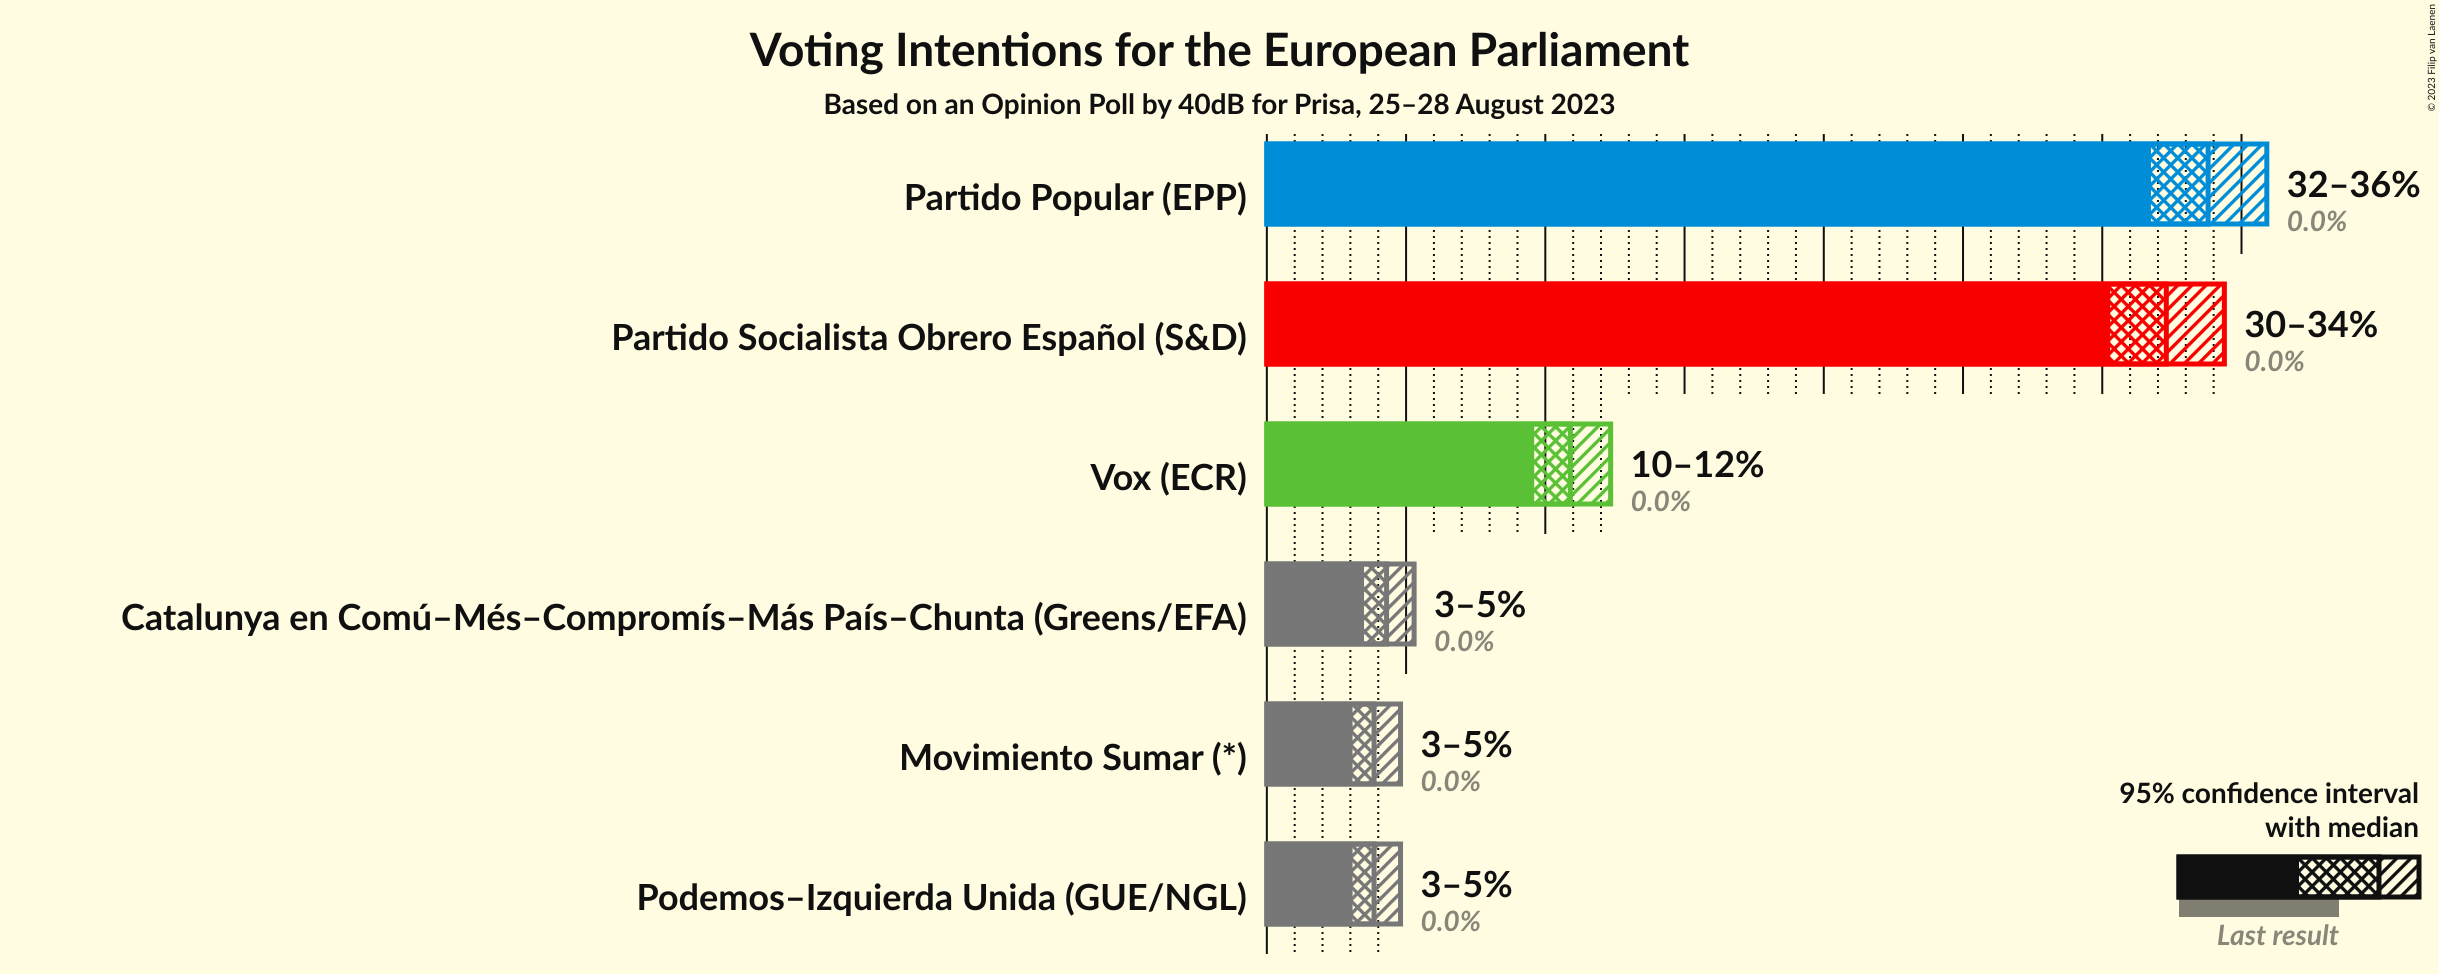 Voting Intentions for the European Parliament
Based on an Opinion Poll by 40dB for Prisa, 25–28 August 2023
© 2023 Filip van Laenen
Partido Popular (EPP)
32–36%
0.0%
Partido Socialista Obrero Español (S&D)
30–34%
0.0%
Vox (ECR)
10–12%
0.0%
Catalunya en Comú–Més–Compromís–Más País–Chunta (Greens/EFA)
3–5%
0.0%
Movimiento Sumar (*)
3–5%
0.0%
Podemos–Izquierda Unida (GUE/NGL)
3–5%
0.0%
95% confidence interval
with median
Last result